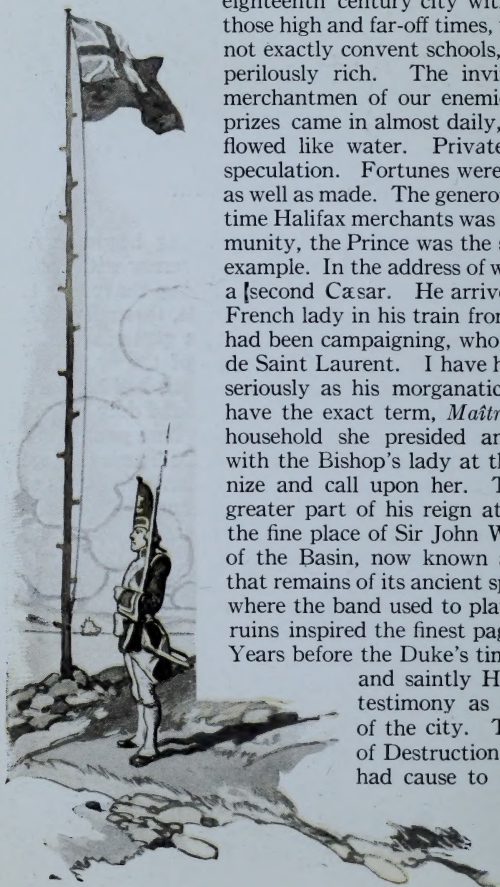 eighteenth century city wit
those high and far-off times,
not exactly convent schools,
perilously rich. The invi
merchantmen of our enemie
prizes came in almost daily,
flowed like water. Private
speculation. Fortunes were
as well as made. The genero
time Halifax merchants was
munity, the Prince was the
example. In the address of w
a [second Cæsar. He arrive
French lady in his train from
had been campaigning, who
de Saint Laurent. I have h
seriously as his morganatic
have the exact term, Maîtr
household she presided an
with the Bishop's lady at th
nize and call upon her. T
greater part of his reign at
the fine place of Sir John W
of the Basin, now known
that remains of its ancient sp
where the band used to pla
ruins inspired the finest pag
Years before the Duke's tim
and saintly H
testimony as
of the city. T
of Destruction
had cause to